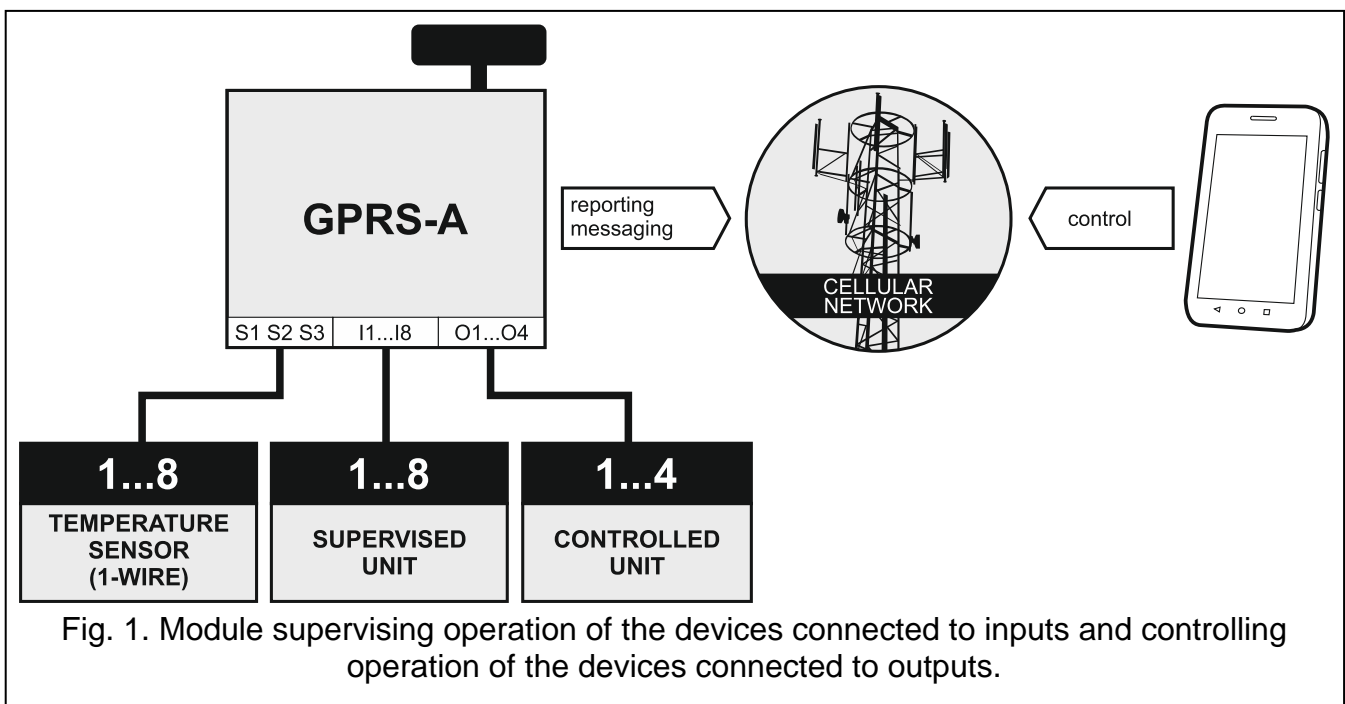 GPRS-A
S1 S2 S3 I1...I8 O1...O4
reporting
messaging
CELLULAR
NETWORK
control
1...8
TEMPERATURE
SENSOR
(1-WIRE)
1...8
SUPERVISED
UNIT
1...4
CONTROLLED
UNIT
Fig. 1. Module supervising operation of the devices connected to inputs and controlling
operation of the devices connected to outputs.